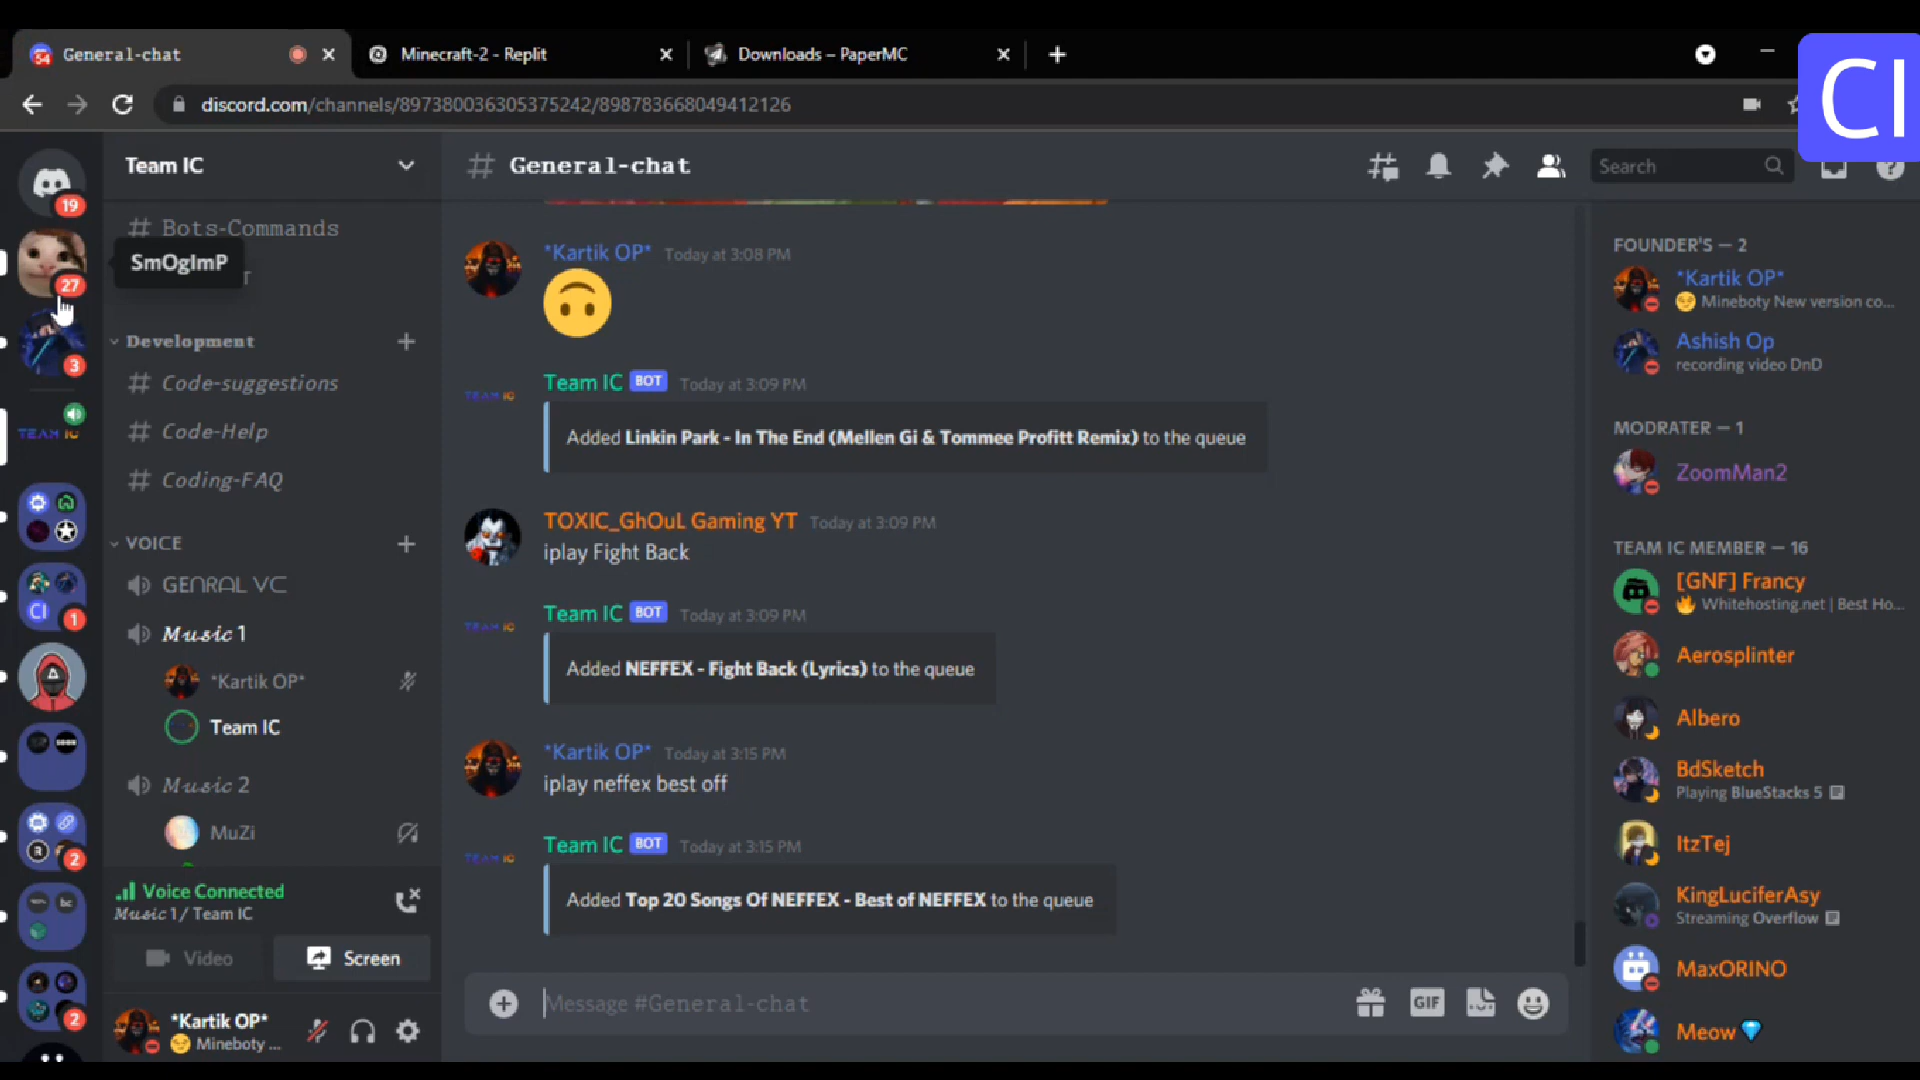 General-chat
Minecraft-2 - Replit
Downloads – PaperMC
discord.com/channels/897380036305375242/898783668049412126
CI
Team IC
General-chat
Search
19
Bots-Commands
SmOgImP
27
3
Development
Code-suggestions
Code-Help
Coding-FAQ
TEAM IC
VOICE
GENRAL VC
CI
1
Music 1
*Kartik OP*
Team IC
Music 2
MuZi
2
Voice Connected
Music 1 / Team IC
Video
Screen
2
*Kartik OP*
Mineboty ...
*Kartik OP* Today at 3:08 PM
Team IC BOT Today at 3:09 PM
TEAM IC
Added Linkin Park - In The End (Mellen Gi & Tommee Profitt Remix) to the queue
TOXIC_GhOuL Gaming YT Today at 3:09 PM
iplay Fight Back
Team IC BOT Today at 3:09 PM
TEAM IC
Added NEFFEX - Fight Back (Lyrics) to the queue
*Kartik OP* Today at 3:15 PM
iplay neffex best off
Team IC BOT Today at 3:15 PM
TEAM IC
Added Top 20 Songs Of NEFFEX - Best of NEFFEX to the queue
Message #General-chat
GIF
FOUNDER'S — 2
*Kartik OP*
Mineboty New version co...
Ashish Op
recording video DnD
MODRATER — 1
ZoomMan2
TEAM IC MEMBER — 16
[GNF] Francy
Whitehosting.net | Best Ho...
Aerosplinter
Albero
BdSketch
Playing BlueStacks 5
ItzTej
KingLuciferAsy
Streaming Overflow
MaxORINO
Meow